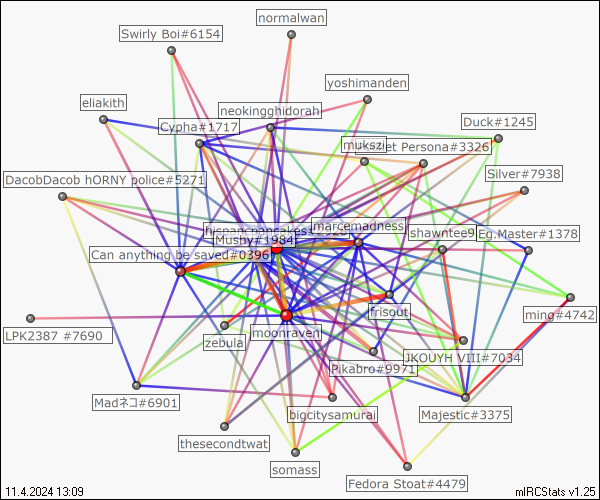 normalwan
Swirly Boi#6154
yoshimanden
eliakith
neokingghidorah
Duck#1245
Cypha#1717
mukszi
et Persona#3326
DacobDacob hORNY police#5271
Silver#7938
marcemadness
shawntee9
Eg.Master#1378
Mushy#1984
Can anything be saved#0396
frisout
ming#4742
LPK2387 #7690
zebula
moonraven
JKOUYH VIII#7034
Pikabro#9971
Madネコ#6901
bigcitysamurai
Majestic#3375
thesecondtwat
somass
Fedora Stoat#4479
11.4.2024 13:09
mIRCStats v1.25